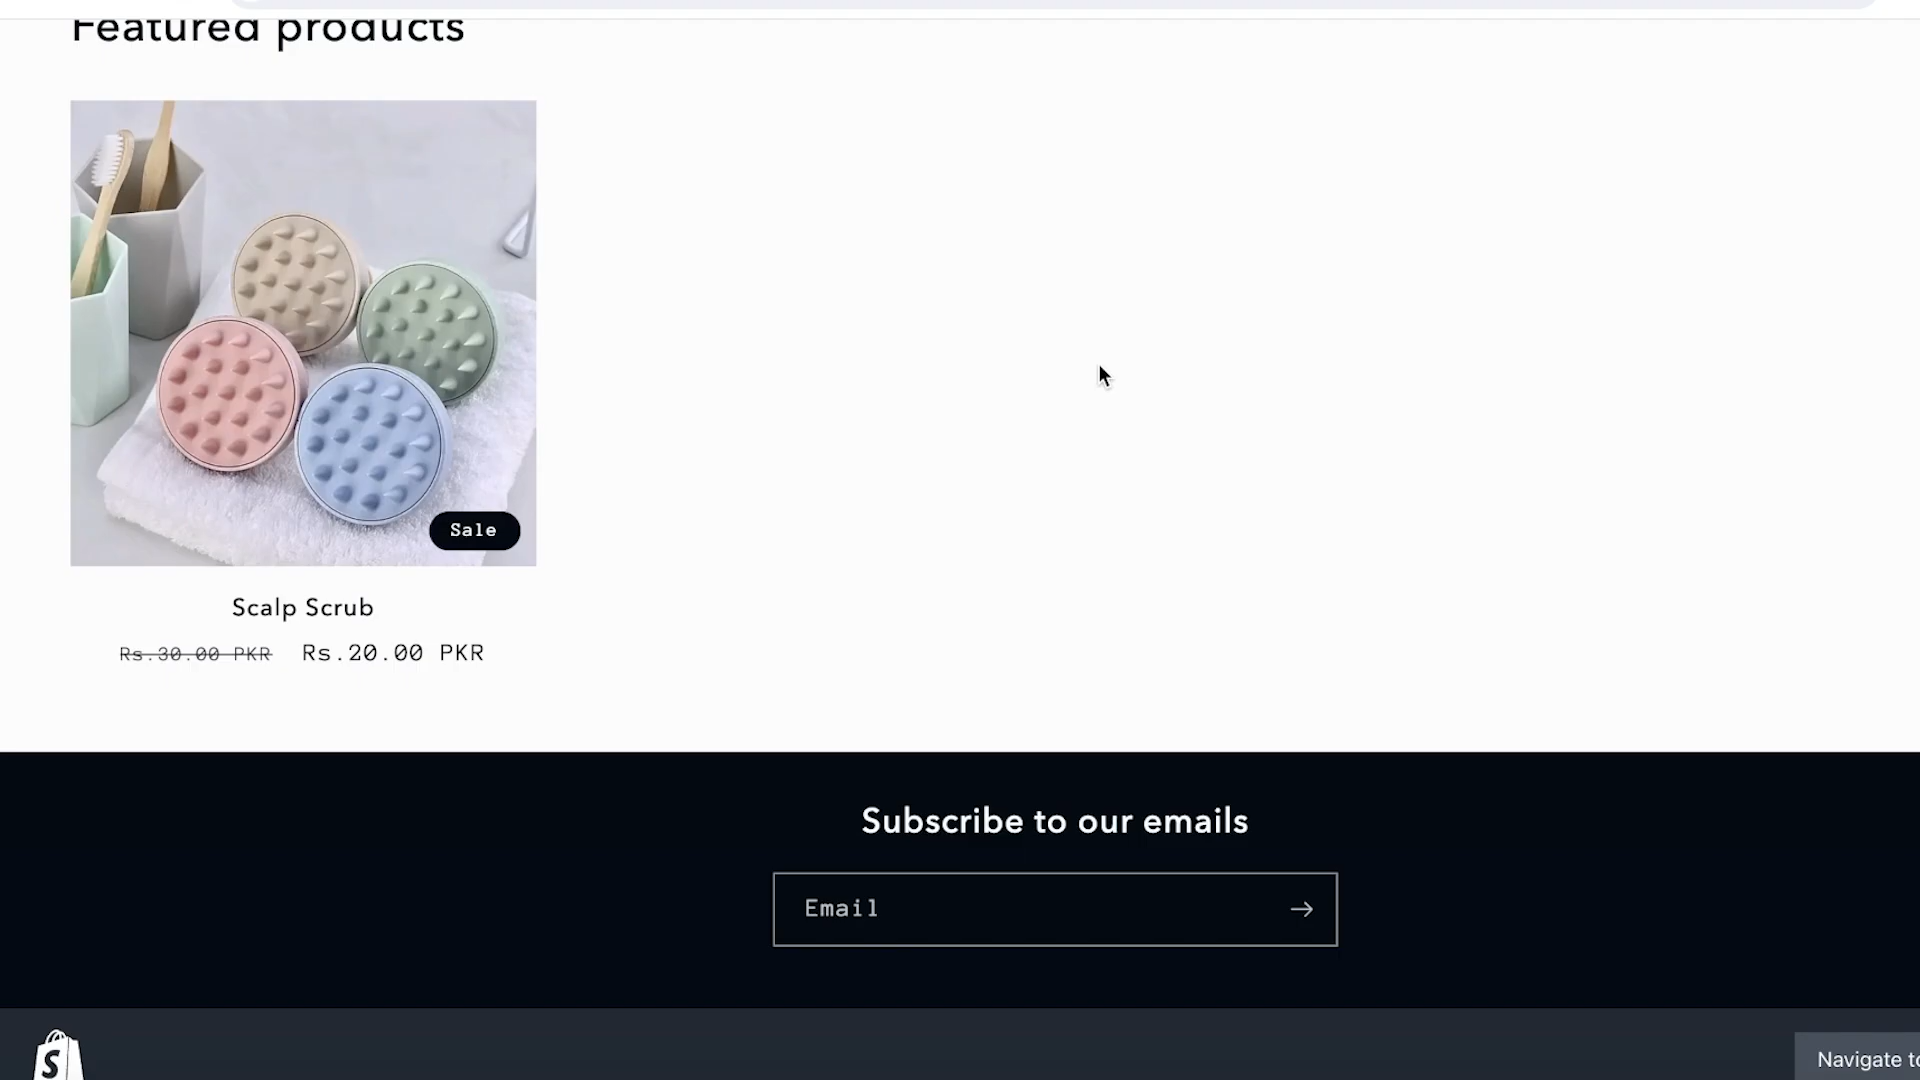 Featured products
Sale
Scalp Scrub
Rs.30.00 PKR Rs.20.00 PKR
Subscribe to our emails
Email
S
Navigate